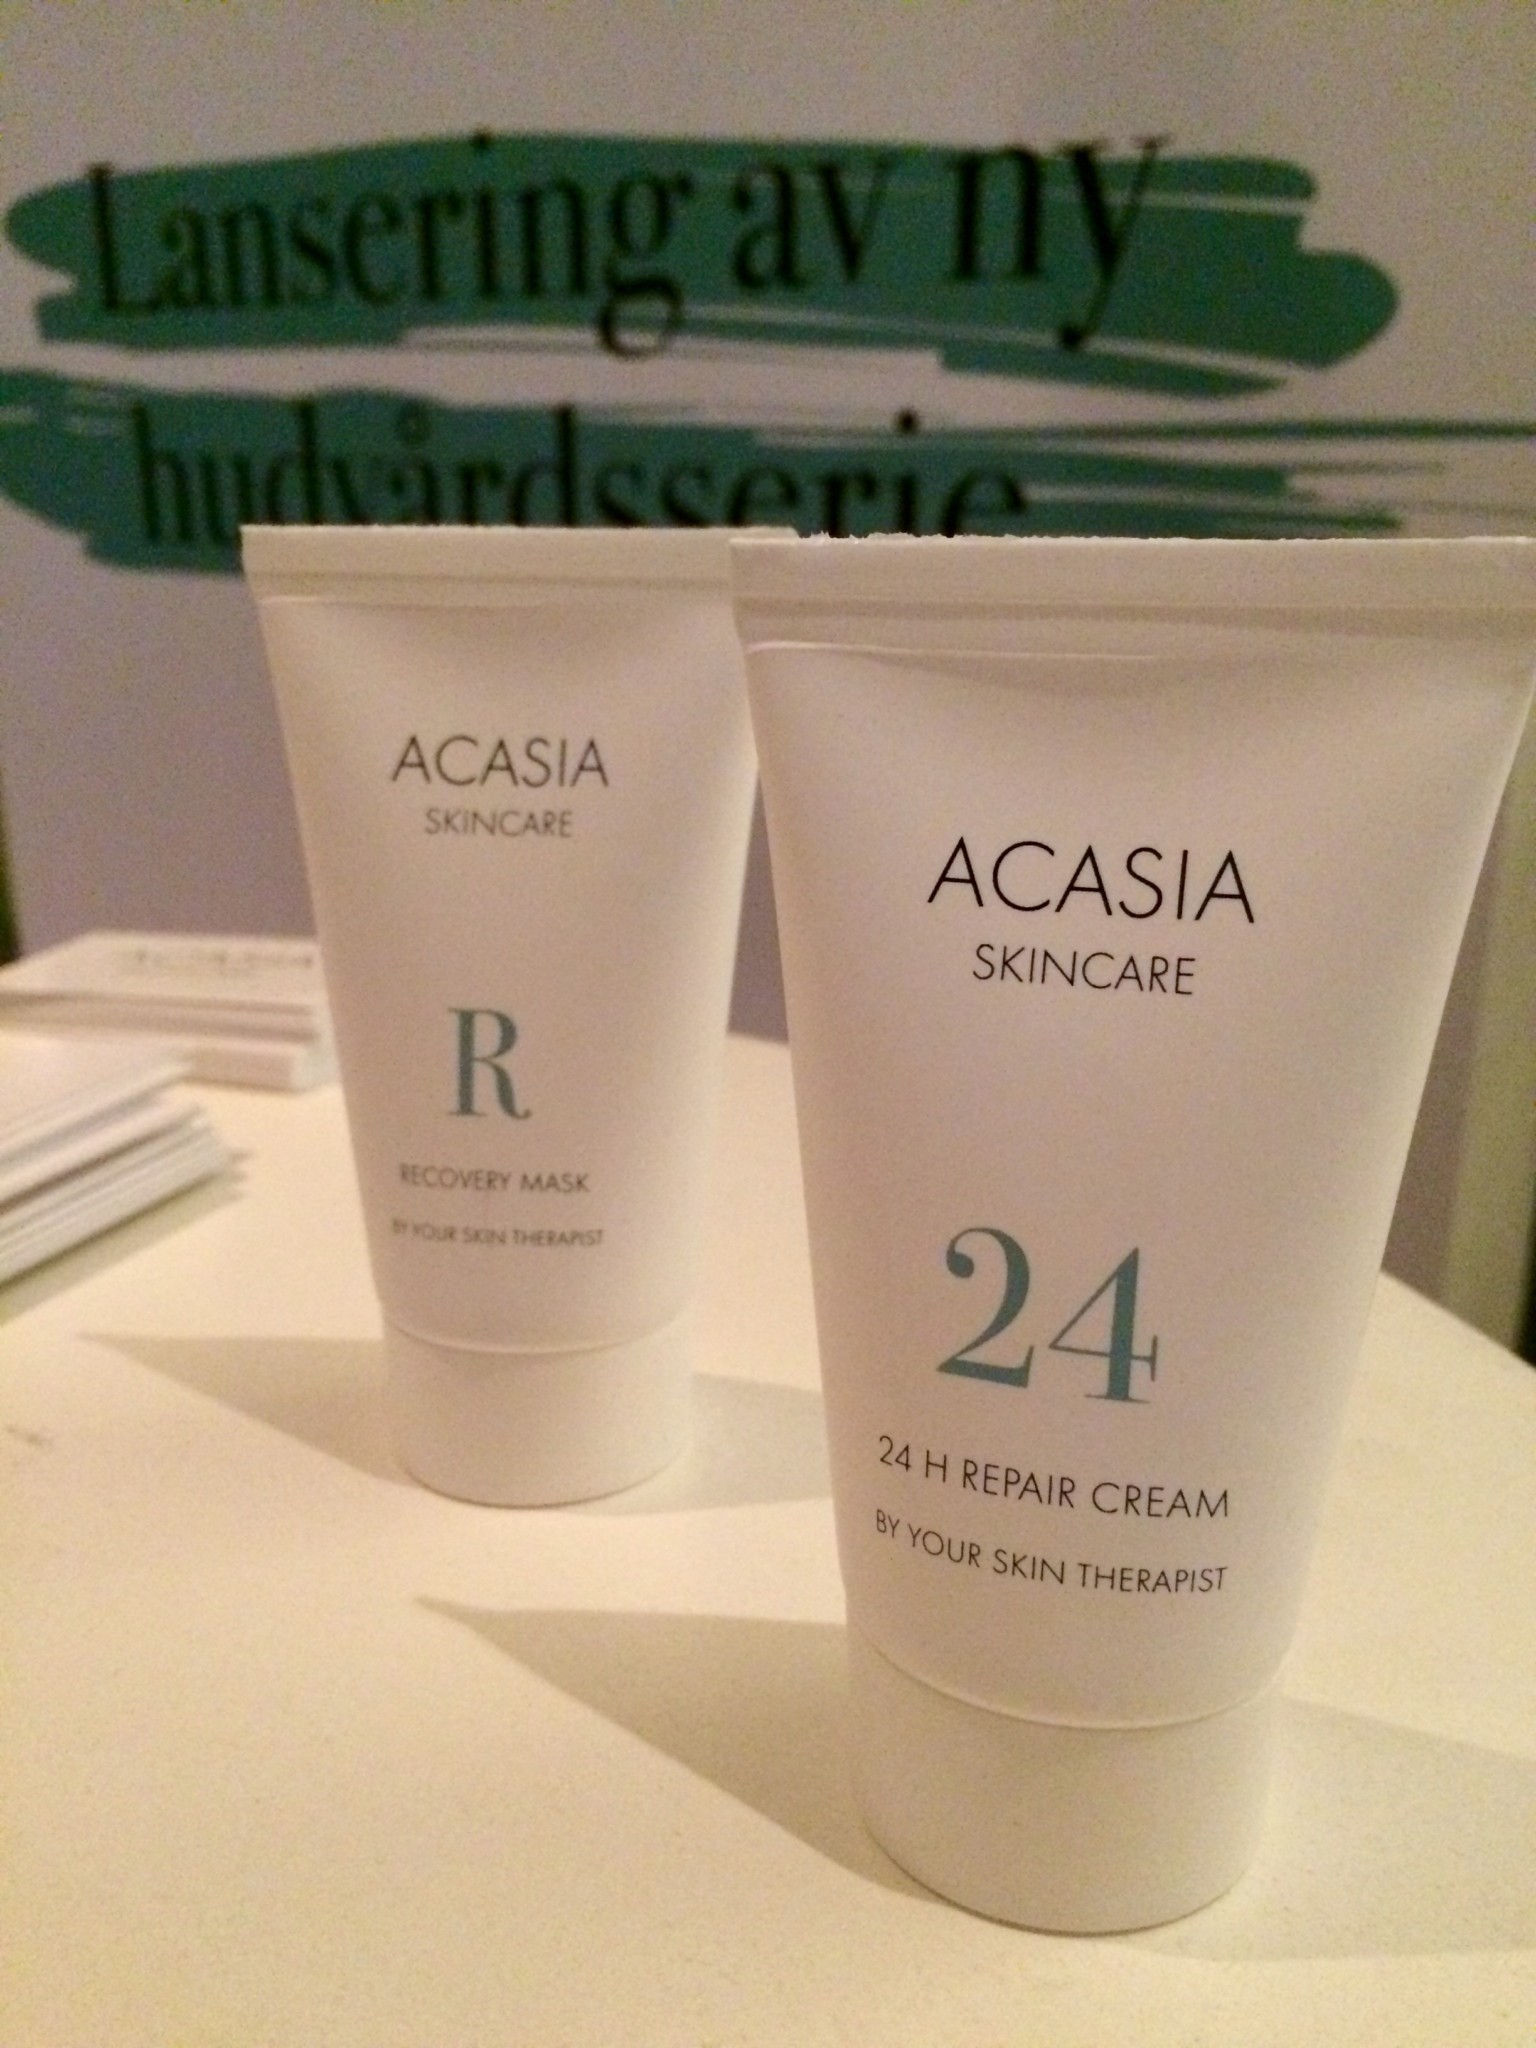 Lansering av ny
hudvårdsserie
ACASIA
SKINCARE
R
RECOVERY MASK
BY YOUR SKIN THERAPIST
ACASIA
SKINCARE
24
24 H REPAIR CREAM
BY YOUR SKIN THERAPIST